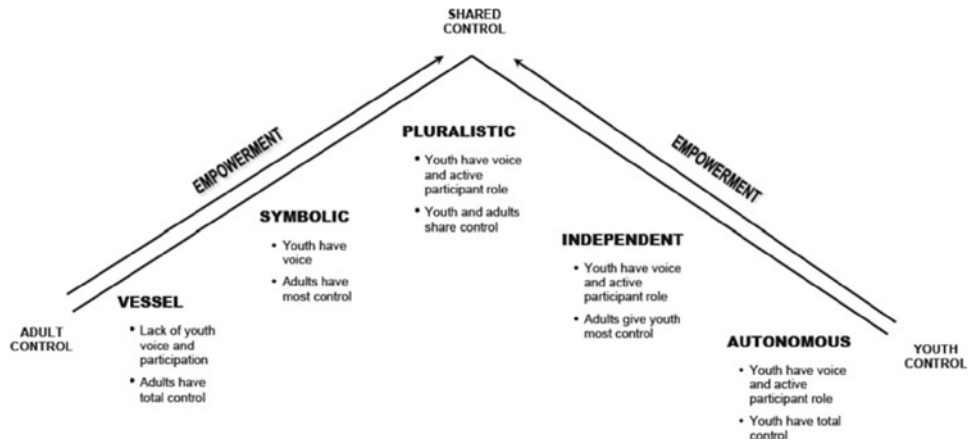 SHARED
CONTROL
EMPOWERMENT
EMPOWERMENT
PLURALISTIC
• Youth have voice
and active
participant role
• Youth and adults
share control
SYMBOLIC
• Youth have
voice
• Adults have
most control
INDEPENDENT
• Youth have voice
and active
participant role
• Adults give youth
most control
VESSEL
• Lack of youth
voice and
participation
• Adults have
total control
ADULT
CONTROL
AUTONOMOUS
• Youth have voice
and active
participant role
• Youth have total
control
YOUTH
CONTROL